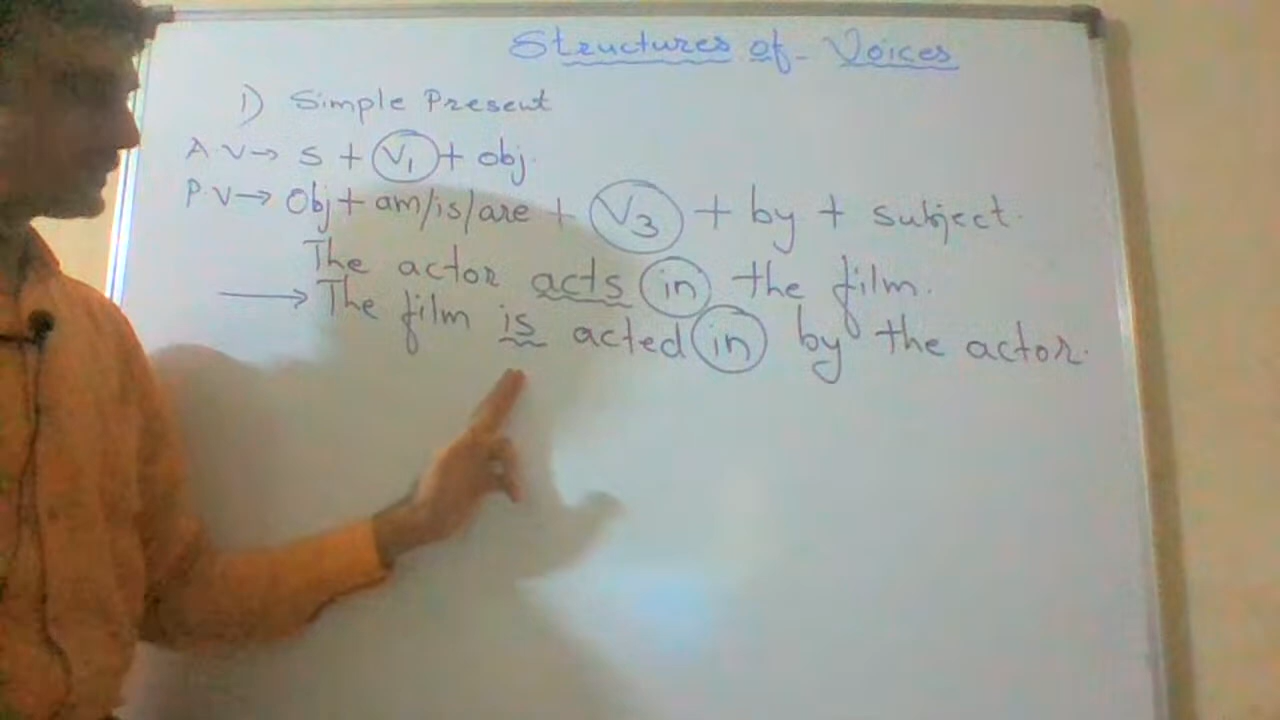 Structures of Voices
1) Simple Present
A.V→ S + V1 + obj.
P.V→ Obj + am/is/are + V3 + by + subject.
The actor acts in the film.
→ The film is acted in by the actor.